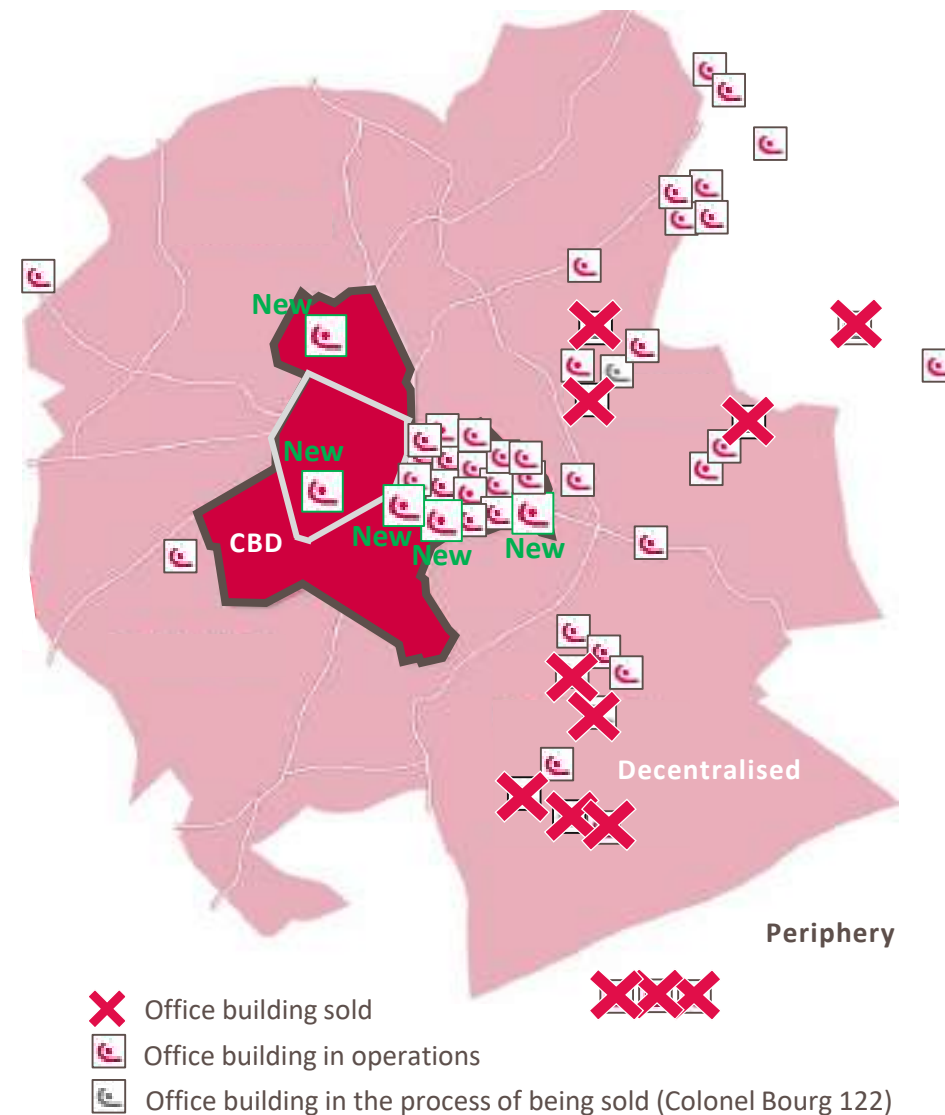 New
New
CBD
New
New
New
Decentralised
Periphery
Office building sold
Office building in operations
Office building in the process of being sold (Colonel Bourg 122)